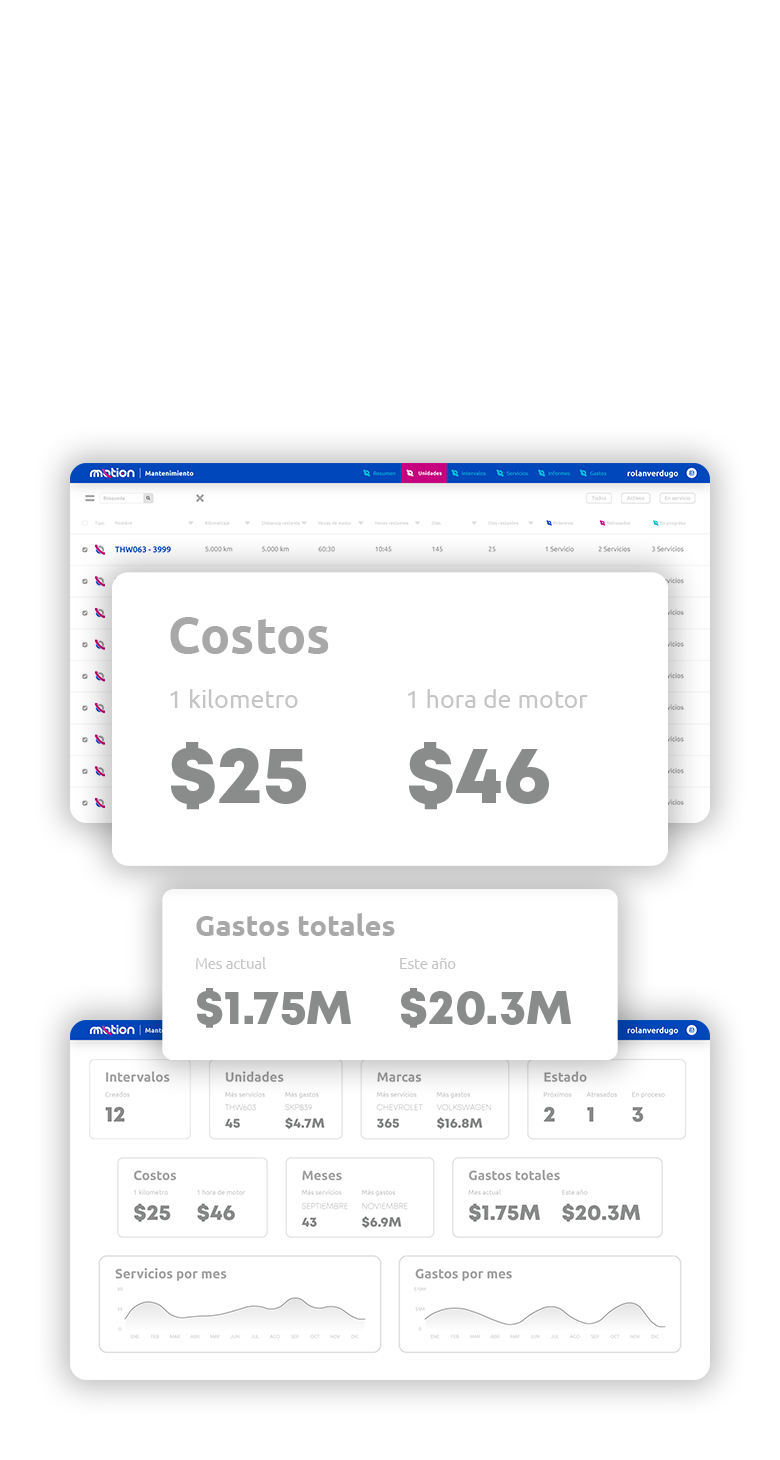 motion | Mantenimiento Resumen Unidades Intervalos Servicios Informes Gastos rolanverdugo
Búsqueda Todos Activos En servicio
Tipo Nombre Kilometraje Distancia restante Horas de motor Horas restantes Días Días restantes Próximos Atrasados En progreso
THW063 - 3999 5.000 km 5.000 km 60:30 10:45 145 25 1 Servicio 2 Servicios 3 Servicios
Costos
1 kilometro 1 hora de motor
$25 $46
Gastos totales
Mes actual Este año
$1.75M $20.3M
motion rolanverdugo
Intervalos Unidades Marcas Estado
Creados Más servicios Más gastos Más servicios Más gastos Próximos Atrasados En proceso
THW603 SKP839 CHEVROLET VOLKSWAGEN
12 45 $4.7M 365 $16.8M 2 1 3
Costos Meses Gastos totales
1 kilometro 1 hora de motor Más servicios Más gastos Mes actual Este año
SEPTIEMBRE NOVIEMBRE
$25 $46 43 $6.9M $1.75M $20.3M
Servicios por mes Gastos por mes
50 $10M
25 $5M
0 0
ENE FEB MAR ABR MAY JUN JUL AGO SEP OCT NOV DIC ENE FEB MAR ABR MAY JUN JUL AGO SEP OCT NOV DIC